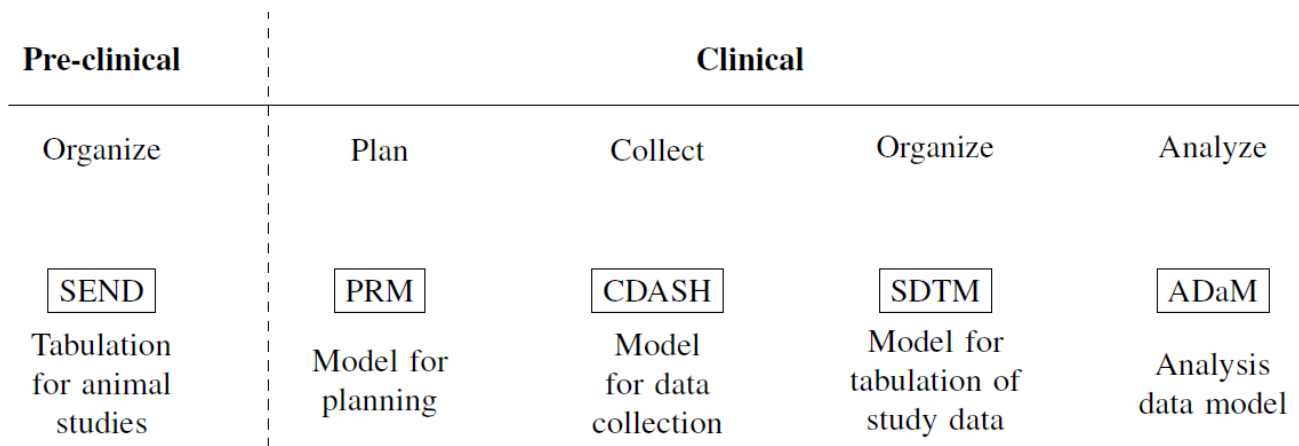 Pre-clinical Clinical
Organize Plan Collect Organize Analyze
SEND PRM CDASH SDTM ADaM
Tabulation
for animal
studies
Model for
planning
Model
for data
collection
Model for
tabulation of
study data
Analysis
data model